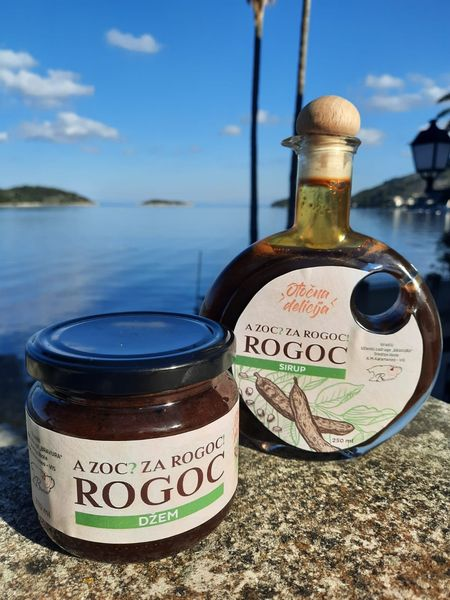 Otočna
delicija
A ZOC? ZA ROGOC!
ROGOC
SIRUP
250 ml
A ZOC? ZA ROGOC!
ROGOC
DŽEM